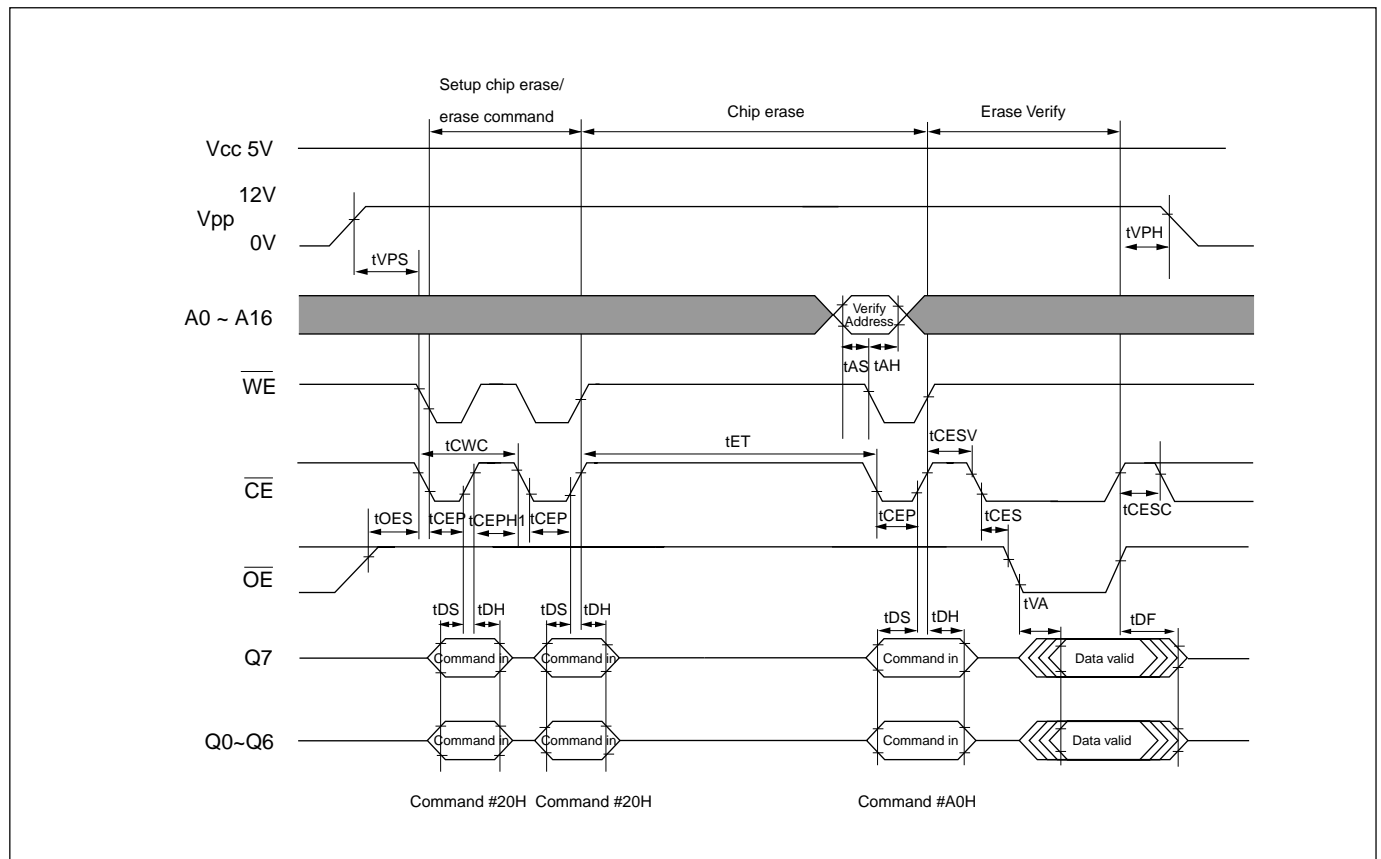 Setup chip erase/
erase command
Chip erase
Erase Verify
Vcc 5V
12V
Vpp
0V
tVPS
tVPH
A0 ~ A16
Verify
Address
tAS
tAH
WE
tCWC
tET
tCESV
CE
tOES
tCEP
tCEPH1
tCEP
tCEP
tCES
tCESC
OE
tDS
tDH
tDS
tDH
tDS
tDH
tVA
tDF
Q7
Command in
Command in
Command in
Data valid
Q0~Q6
Command in
Command in
Command in
Data valid
Command #20H
Command #20H
Command #A0H